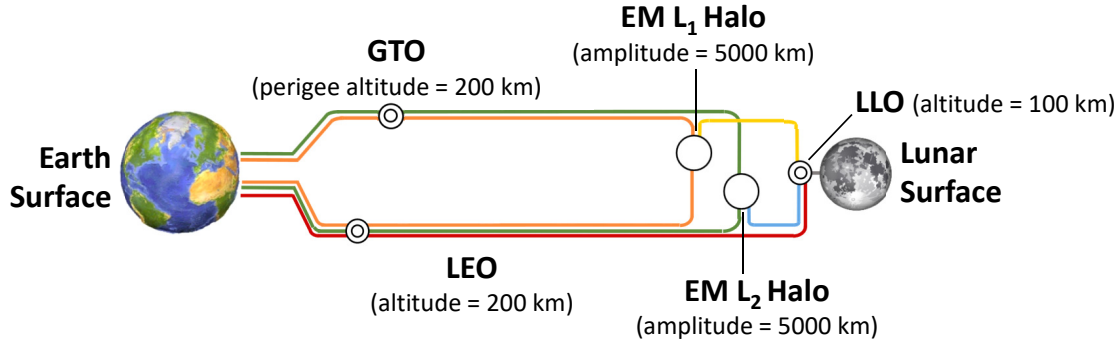 EM L₁ Halo
(amplitude = 5000 km)
GTO
(perigee altitude = 200 km)
LLO (altitude = 100 km)
Earth
Surface
Lunar
Surface
LEO
(altitude = 200 km)
EM L₂ Halo
(amplitude = 5000 km)